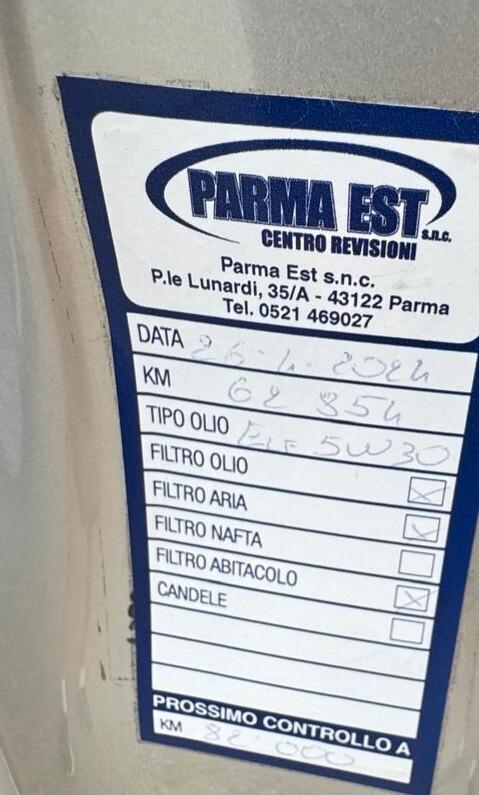 PARMA EST s.n.c.
CENTRO REVISIONI
Parma Est s.n.c.
P.le Lunardi, 35/A - 43122 Parma
Tel. 0521 469027
DATA 26.4.2024
KM 62 854
TIPO OLIO ELF 5W30
FILTRO OLIO
FILTRO ARIA
FILTRO NAFTA
FILTRO ABITACOLO
CANDELE
PROSSIMO CONTROLLO A
KM 82.000